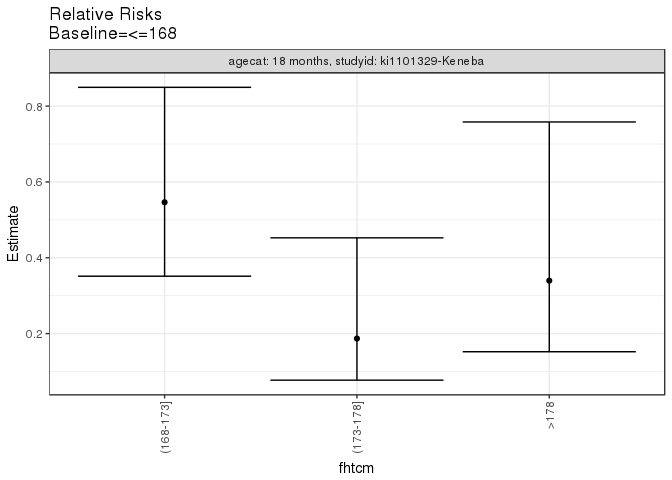 Relative Risks
Baseline=<=168
agecat: 18 months, studyid: ki1101329-Keneba
Estimate
0.8
0.6
0.4
0.2
(168-173]
(173-178]
>178
fhtcm